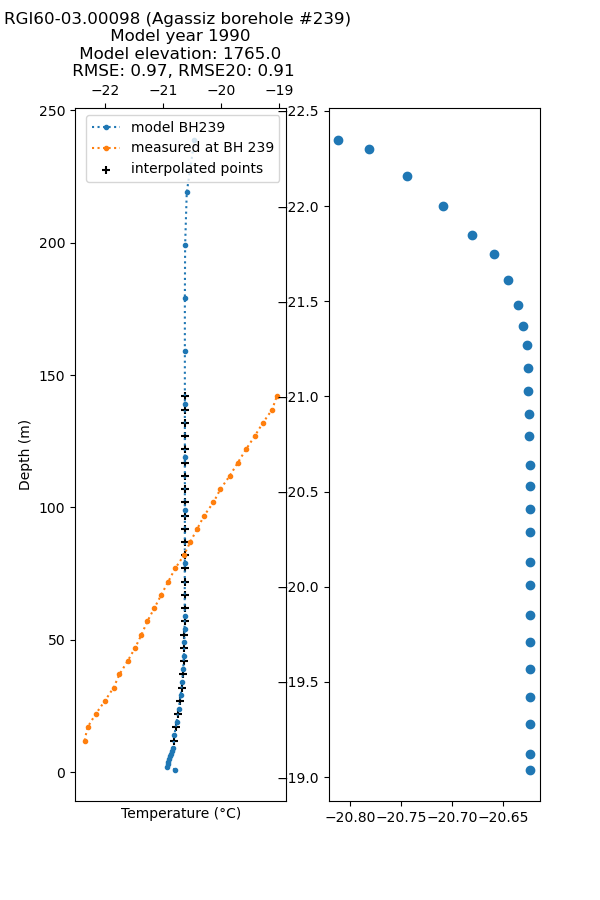 RGI60-03.00098 (Agassiz borehole #239)
Model year 1990
Model elevation: 1765.0
RMSE: 0.97, RMSE20: 0.91
−22 −21 −20 −19
model BH239
measured at BH 239
interpolated points
250
200
150
100
50
0
Depth (m)
Temperature (°C)
−22.5
−22.0
−21.5
−21.0
−20.5
−20.0
−19.5
−19.0
−20.80 −20.75 −20.70 −20.65